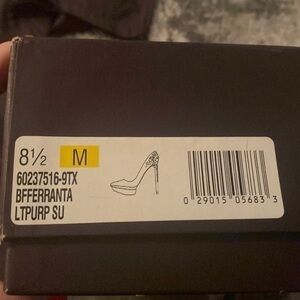 8½ M
60237516-9TX
BFFERRANTA
LTPURP SU
0 29015 05683 3